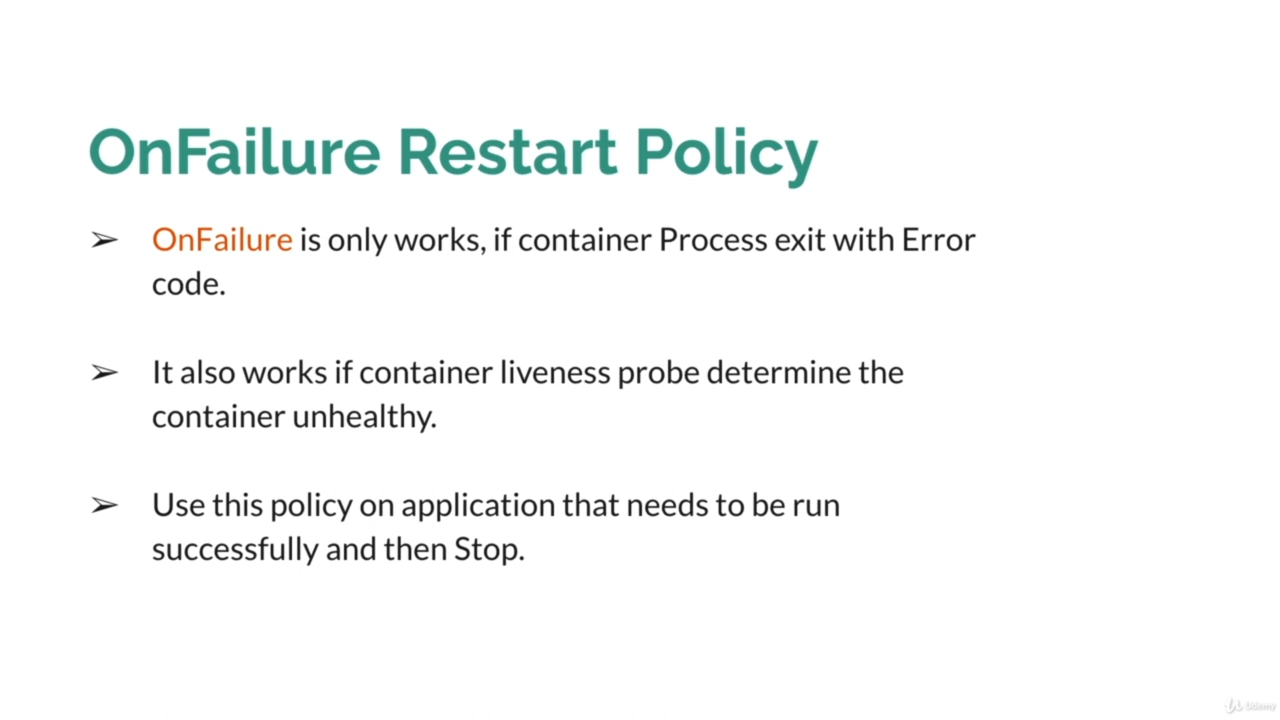 OnFailure Restart Policy
➢ OnFailure is only works, if container Process exit with Error
code.
➢ It also works if container liveness probe determine the
container unhealthy.
➢ Use this policy on application that needs to be run
successfully and then Stop.
Udemy